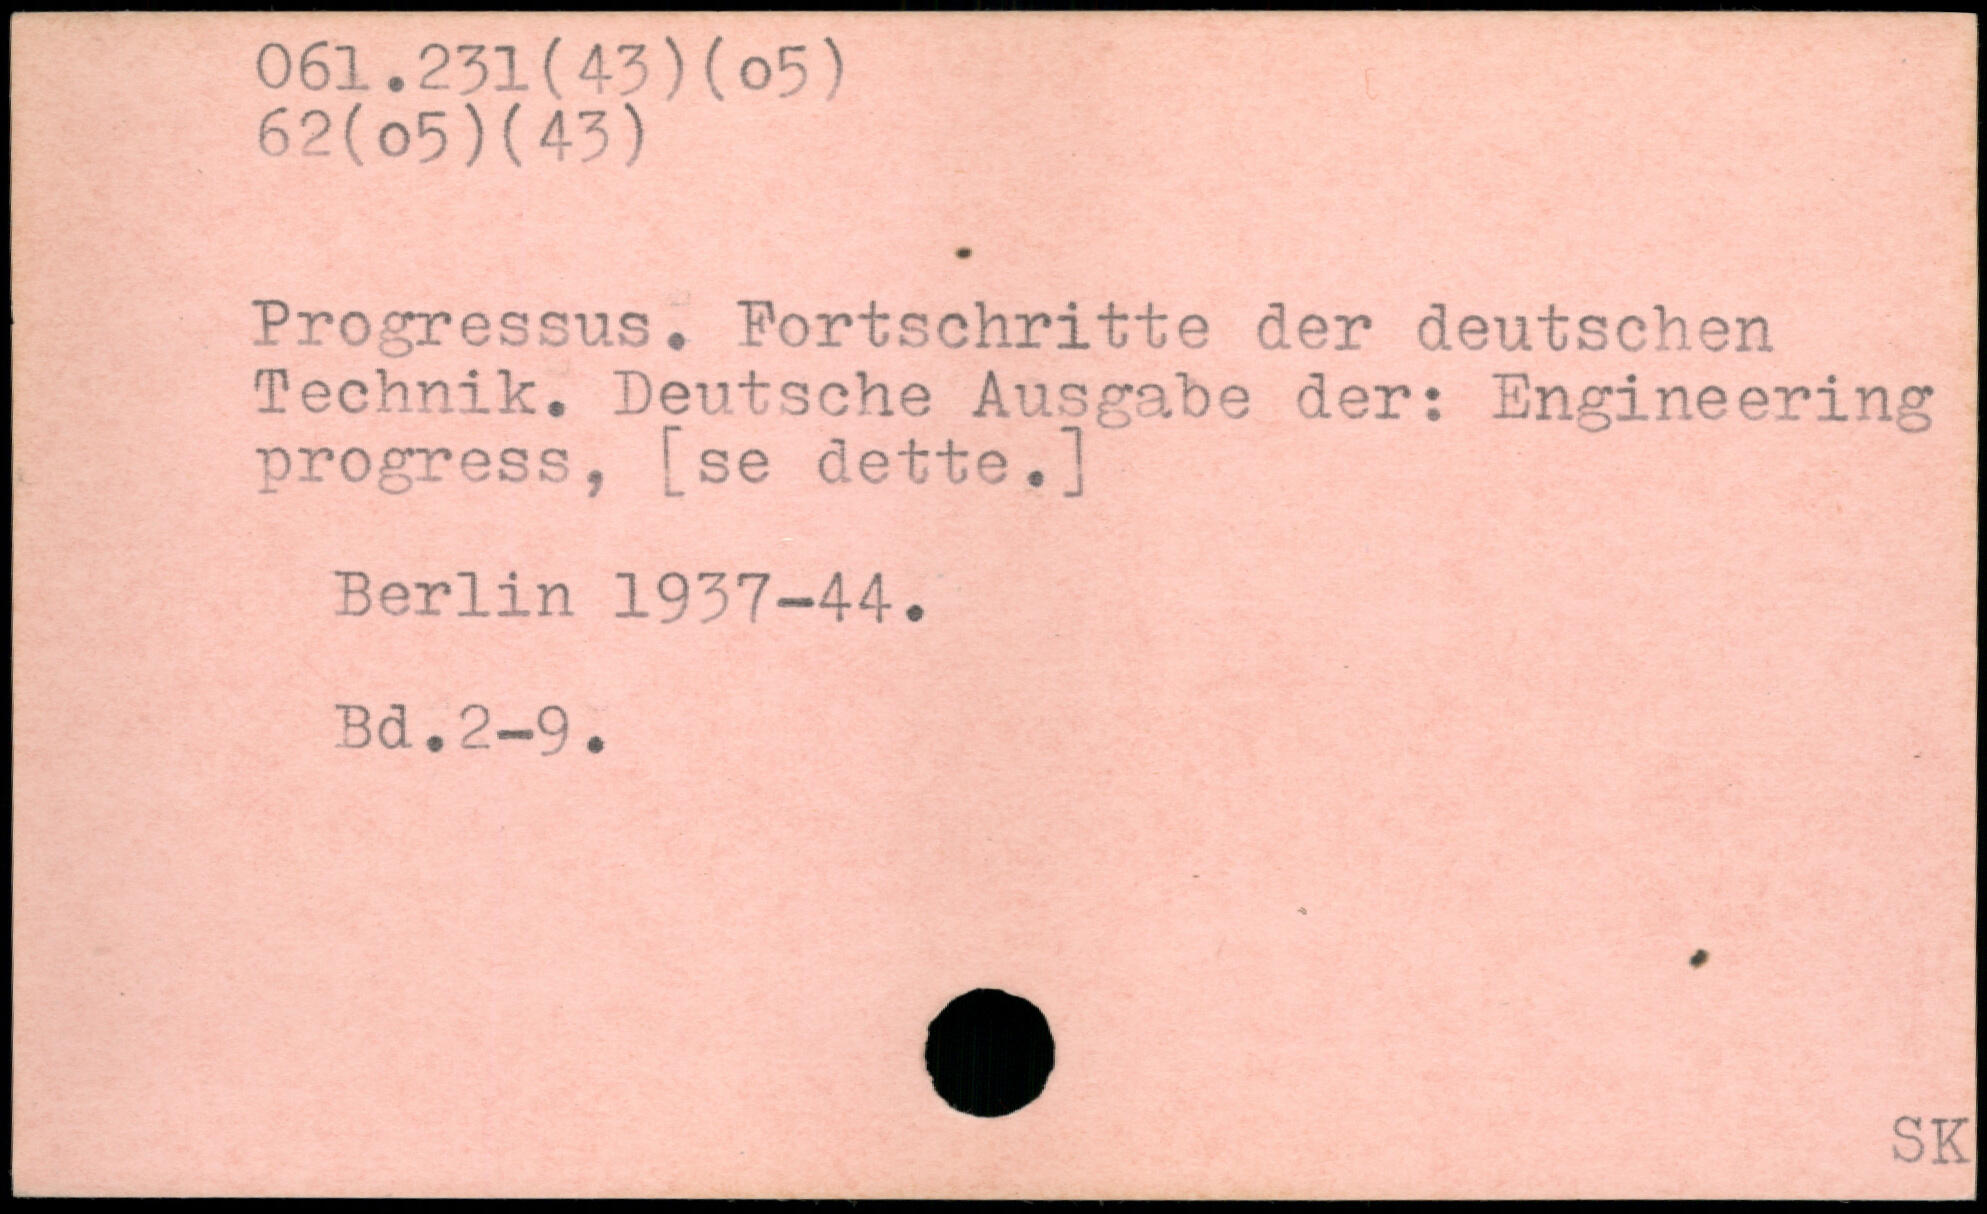 061.231(43)(o5)
62(o5)(43)
Progressus. Fortschritte der deutschen
Technik. Deutsche Ausgabe der: Engineering
progress, [se dette.]
Berlin 1937-44.
Bd.2-9.
SK